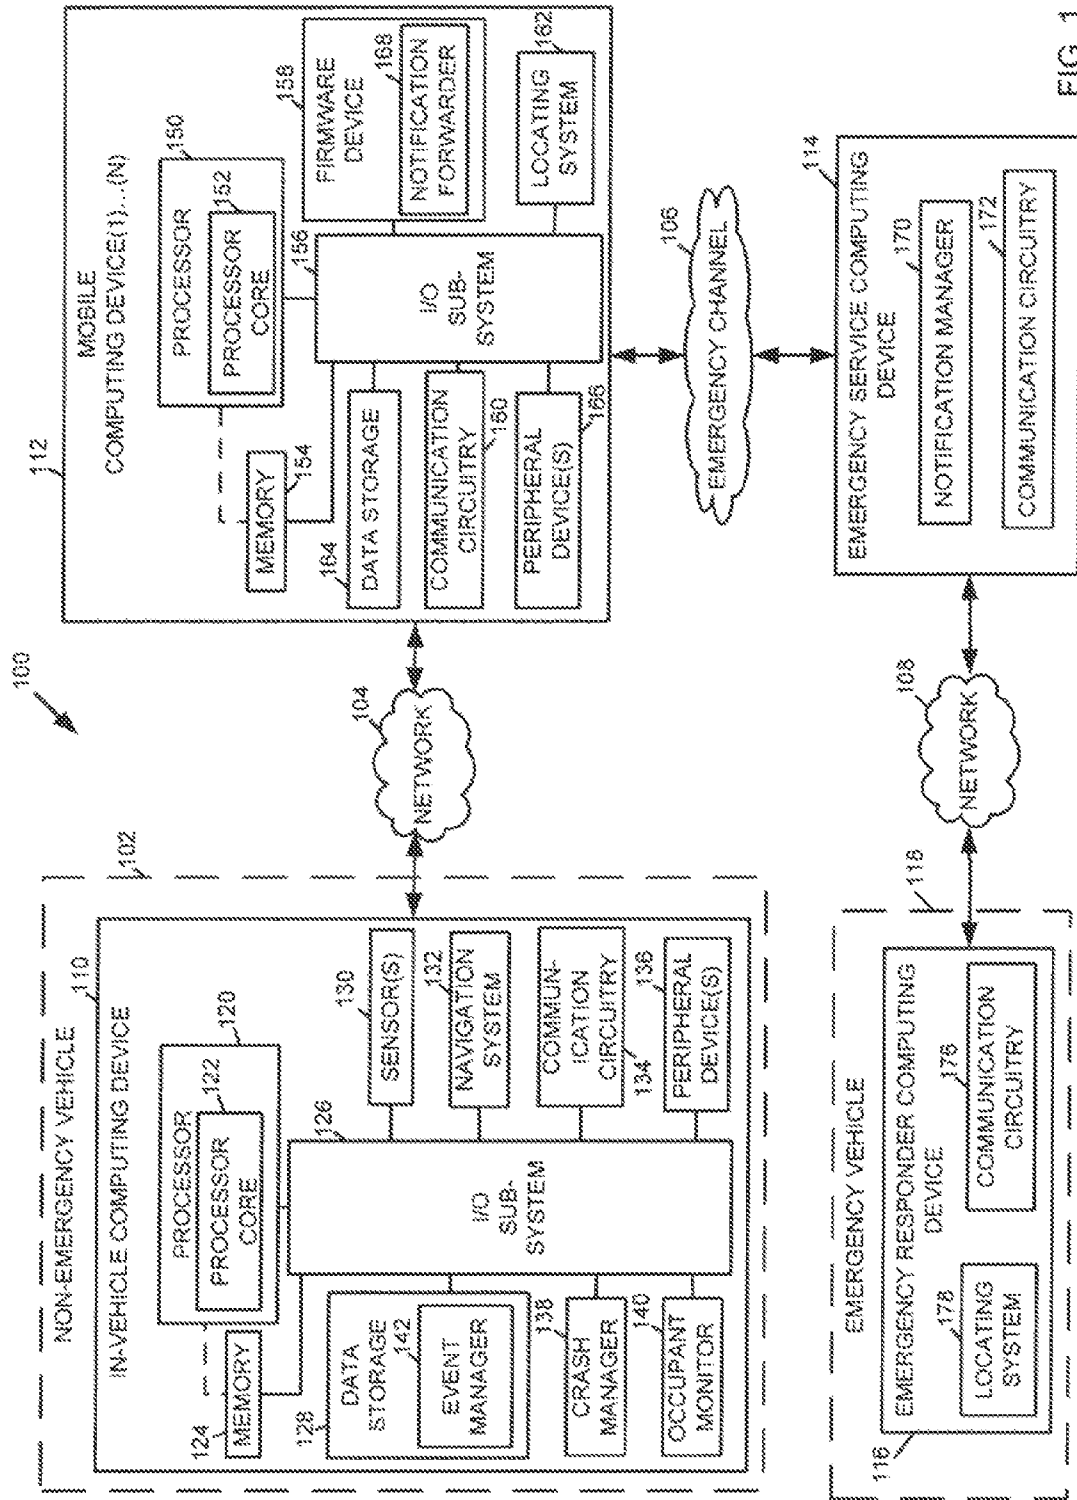 100
NON-EMERGENCY VEHICLE
102
IN-VEHICLE COMPUTING DEVICE
110
PROCESSOR
120
PROCESSOR
CORE
122
MEMORY
124
I/O
SUB-
SYSTEM
126
DATA
STORAGE
128
EVENT
MANAGER
142
CRASH
MANAGER
138
OCCUPANT
MONITOR
140
SENSOR(S)
130
NAVIGATION
SYSTEM
132
COMMUN-
ICATION
CIRCUITRY
134
PERIPHERAL
DEVICE(S)
136
NETWORK
104
MOBILE
COMPUTING DEVICE(1)...(N)
112
PROCESSOR
150
PROCESSOR
CORE
152
MEMORY
154
I/O
SUB-
SYSTEM
156
DATA STORAGE
164
COMMUNICATION
CIRCUITRY
160
PERIPHERAL
DEVICE(S)
166
FIRMWARE
DEVICE
158
NOTIFICATION
FORWARDER
168
LOCATING
SYSTEM
162
EMERGENCY CHANNEL
106
EMERGENCY VEHICLE
118
EMERGENCY RESPONDER COMPUTING
DEVICE
116
LOCATING
SYSTEM
178
COMMUNICATION
CIRCUITRY
176
NETWORK
108
EMERGENCY SERVICE COMPUTING
DEVICE
114
NOTIFICATION MANAGER
170
COMMUNICATION CIRCUITRY
172
FIG. 1